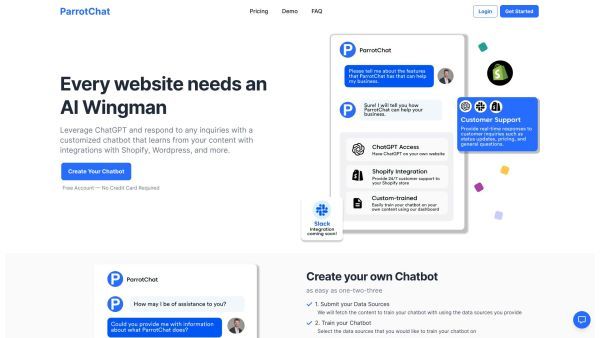 ParrotChat
Pricing
Demo
FAQ
Login
Get Started
Every website needs an
AI Wingman
Leverage ChatGPT and respond to any inquiries with a
customized chatbot that learns from your content with
integrations with Shopify, Wordpress, and more.
Create Your Chatbot
Free Account — No Credit Card Required
ParrotChat
Please tell me about the features
that ParrotChat has that can help
my business.
Sure! I will tell you how
ParrotChat can help your
business.
ChatGPT Access
Have ChatGPT on your own website
Shopify Integration
Provide 24/7 customer support to
your Shopify store
Custom-trained
Easily train your chatbot on your
own content using our dashboard
Customer Support
Provide real-time responses to
customer inquiries such as
status updates, pricing, and
general questions.
Slack
Integration
coming soon!
ParrotChat
How may I be of assistance to you?
Could you provide me with information
about what ParrotChat does?
Create your own Chatbot
as easy as one-two-three
1. Submit your Data Sources
We will fetch the content to train your chatbot with using the data sources you provide
2. Train your Chatbot
Select the data sources that you would like to train your chatbot on